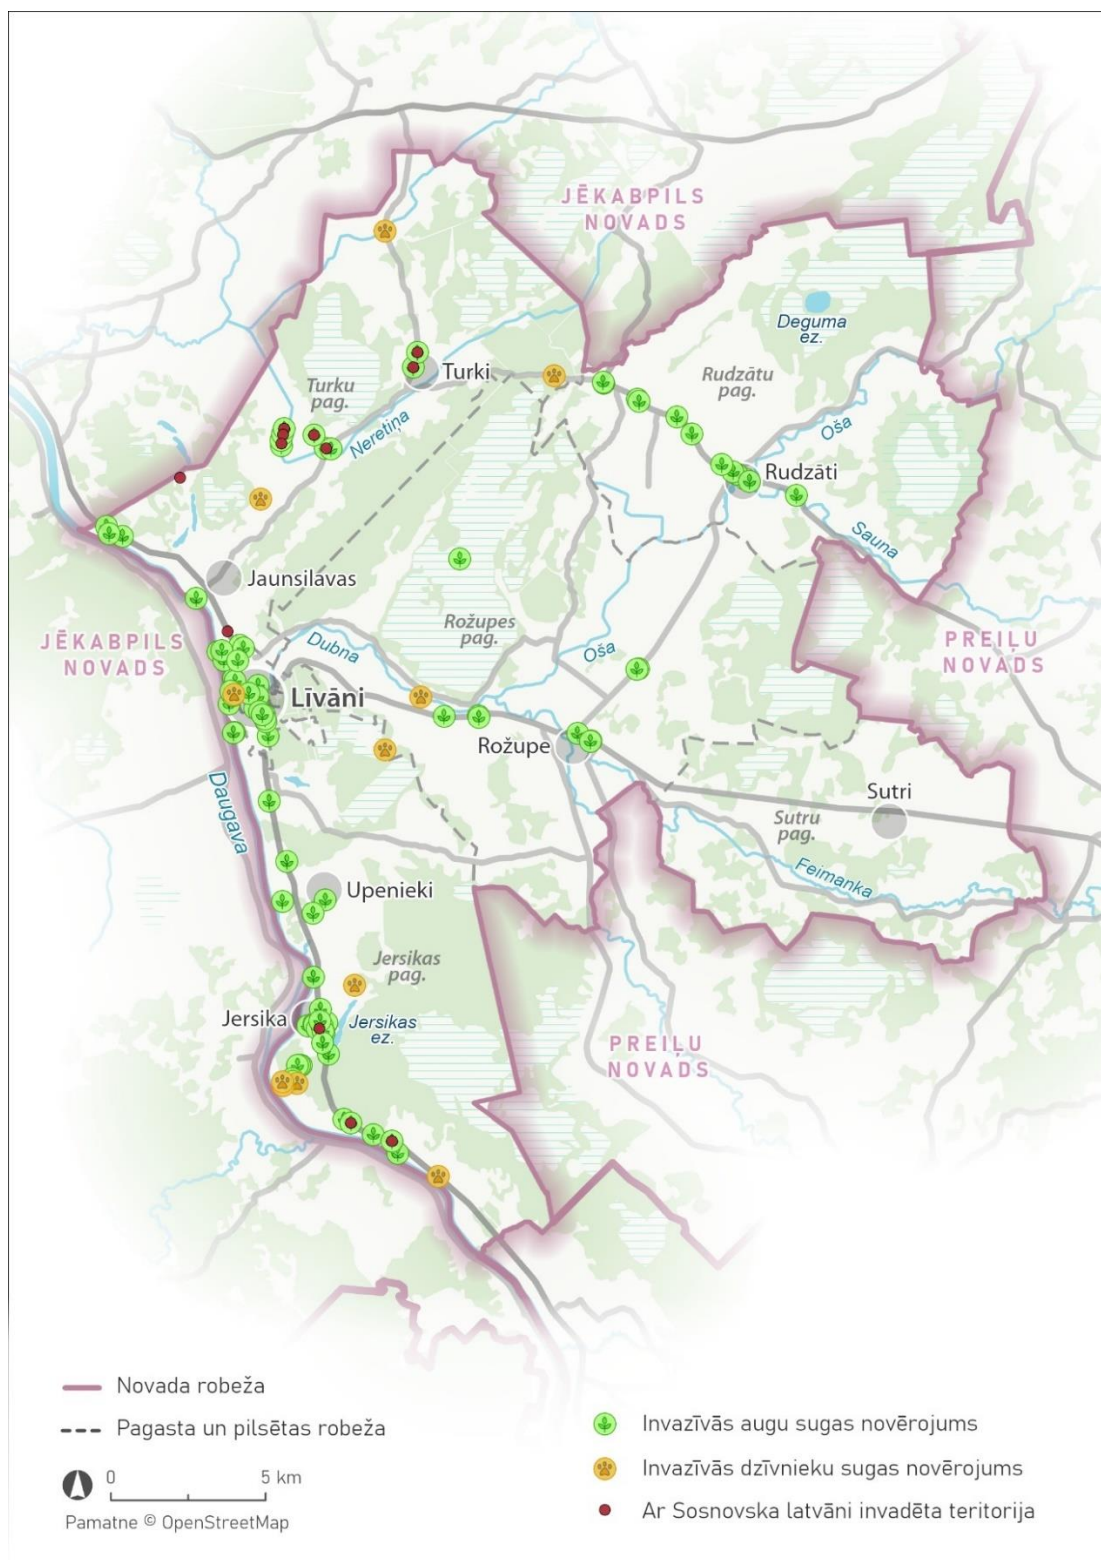 JĒKABPILS
NOVADS
Deguma
ez.
Turku
pag.
Turki
Rudzātu
pag.
Neretiņa
Oša
Rudzāti
Sauna
Jaunsilavas
Rožupes
pag.
JĒKABPILS
NOVADS
Dubna
Oša
PREIĻU
NOVADS
Līvāni
Rožupe
Daugava
Sutri
Sutru
pag.
Feimanka
Upenieki
Jersikas
pag.
Jersika
Jersikas
ez.
PREIĻU
NOVADS
Novada robeža
Pagasta un pilsētas robeža
0 5 km
Pamatne © OpenStreetMap
Invazīvās augu sugas novērojums
Invazīvās dzīvnieku sugas novērojums
Ar Sosnovska latvāni invadēta teritorija